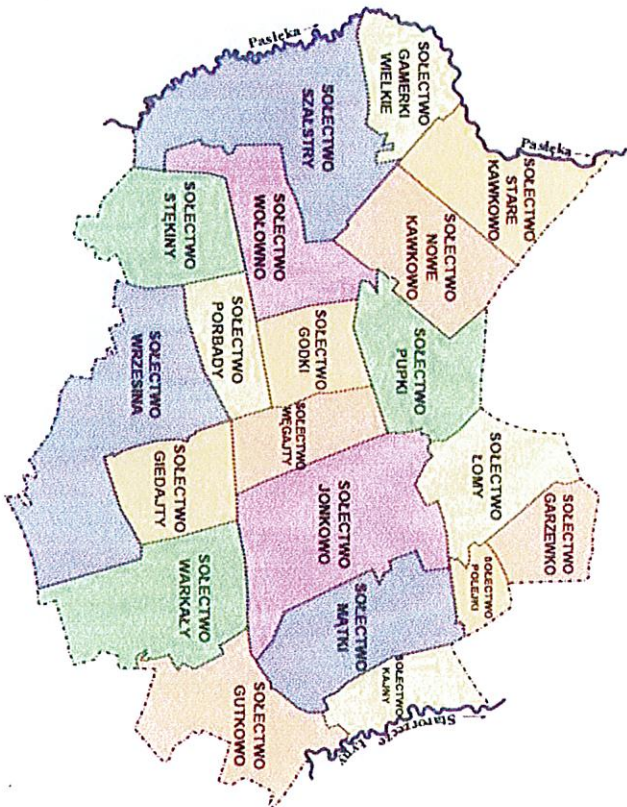 Pasłęka
SOŁECTWO
GAMERKI
WIELKIE
Pasłęka
SOŁECTWO
STARE
KAWKOWO
SOŁECTWO
SZAŁSTRY
SOŁECTWO
NOWE
KAWKOWO
SOŁECTWO
STĘKINY
SOŁECTWO
WOŁOWNO
SOŁECTWO
PORBADY
SOŁECTWO
GODKI
SOŁECTWO
PUPKI
SOŁECTWO
WRZESINA
SOŁECTWO
WĘGAJTY
SOŁECTWO
ŁOMY
SOŁECTWO
GIEDAJTY
SOŁECTWO
JONKOWO
SOŁECTWO
GARZEWKO
SOŁECTWO
POLEJKI
SOŁECTWO
WARKAŁY
SOŁECTWO
MĄTKI
SOŁECTWO
KAJNY
SOŁECTWO
GUTKOWO
Starorzecze Łyny